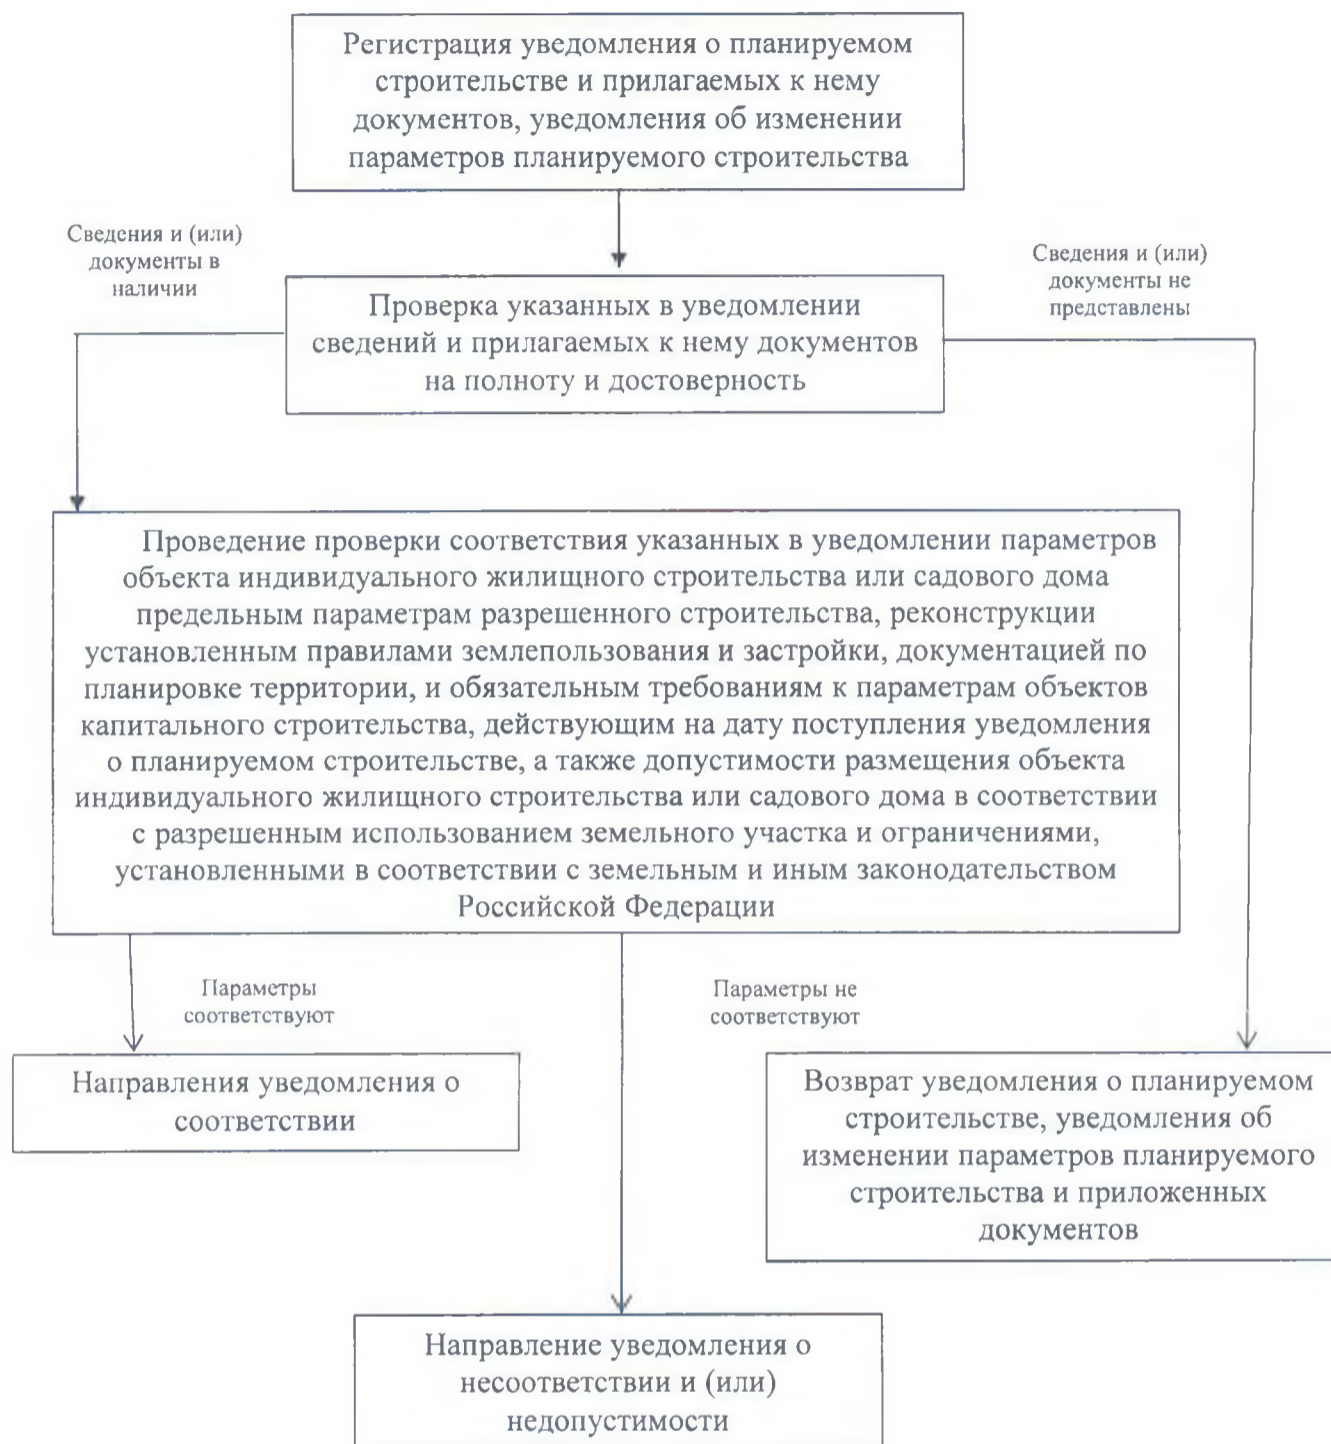 Регистрация уведомления о планируемом
строительстве и прилагаемых к нему
документов, уведомления об изменении
параметров планируемого строительства
Сведения и (или)
документы в
наличии
Сведения и (или)
документы не
представлены
Проверка указанных в уведомлении
сведений и прилагаемых к нему документов
на полноту и достоверность
Проведение проверки соответствия указанных в уведомлении параметров
объекта индивидуального жилищного строительства или садового дома
предельным параметрам разрешенного строительства, реконструкции
установленным правилами землепользования и застройки, документацией по
планировке территории, и обязательным требованиям к параметрам объектов
капитального строительства, действующим на дату поступления уведомления
о планируемом строительстве, а также допустимости размещения объекта
индивидуального жилищного строительства или садового дома в соответствии
с разрешенным использованием земельного участка и ограничениями,
установленными в соответствии с земельным и иным законодательством
Российской Федерации
Параметры
соответствуют
Параметры не
соответствуют
Направления уведомления о
соответствии
Возврат уведомления о планируемом
строительстве, уведомления об
изменении параметров планируемого
строительства и приложенных
документов
Направление уведомления о
несоответствии и (или)
недопустимости